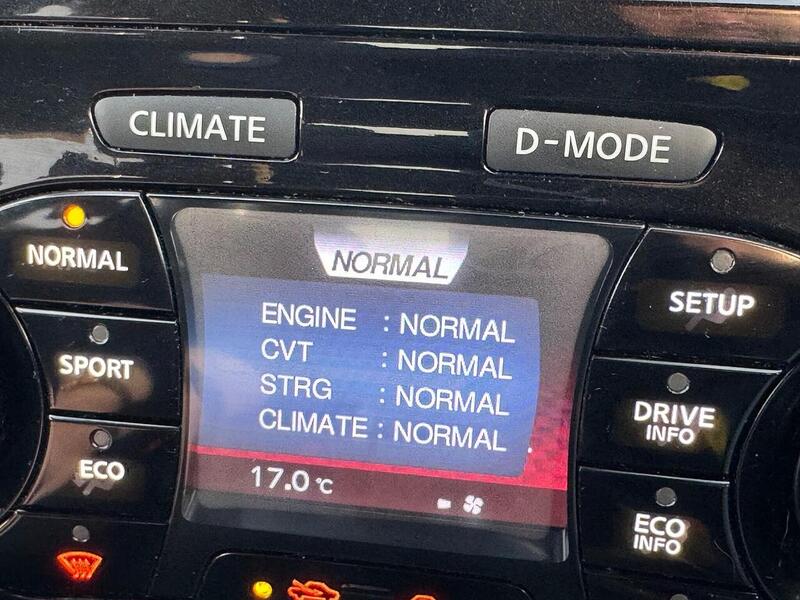 CLIMATE
D-MODE
NORMAL
SPORT
ECO
NORMAL
ENGINE : NORMAL
CVT : NORMAL
STRG : NORMAL
CLIMATE : NORMAL
17.0 °C
SETUP
DRIVE
INFO
ECO
INFO